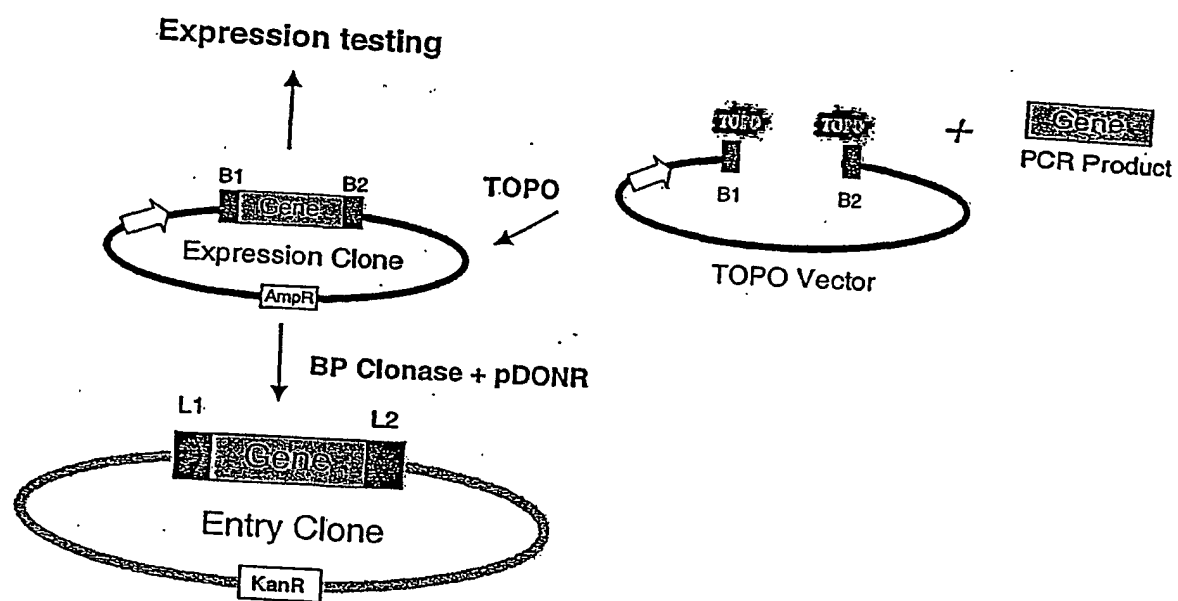 Expression testing
TOPO
TOPO
+
Gene
PCR Product
B1
B2
TOPO
B1
B2
Gene
Expression Clone
AmpR
TOPO Vector
BP Clonase + pDONR
L1
L2
Gene
Entry Clone
KanR